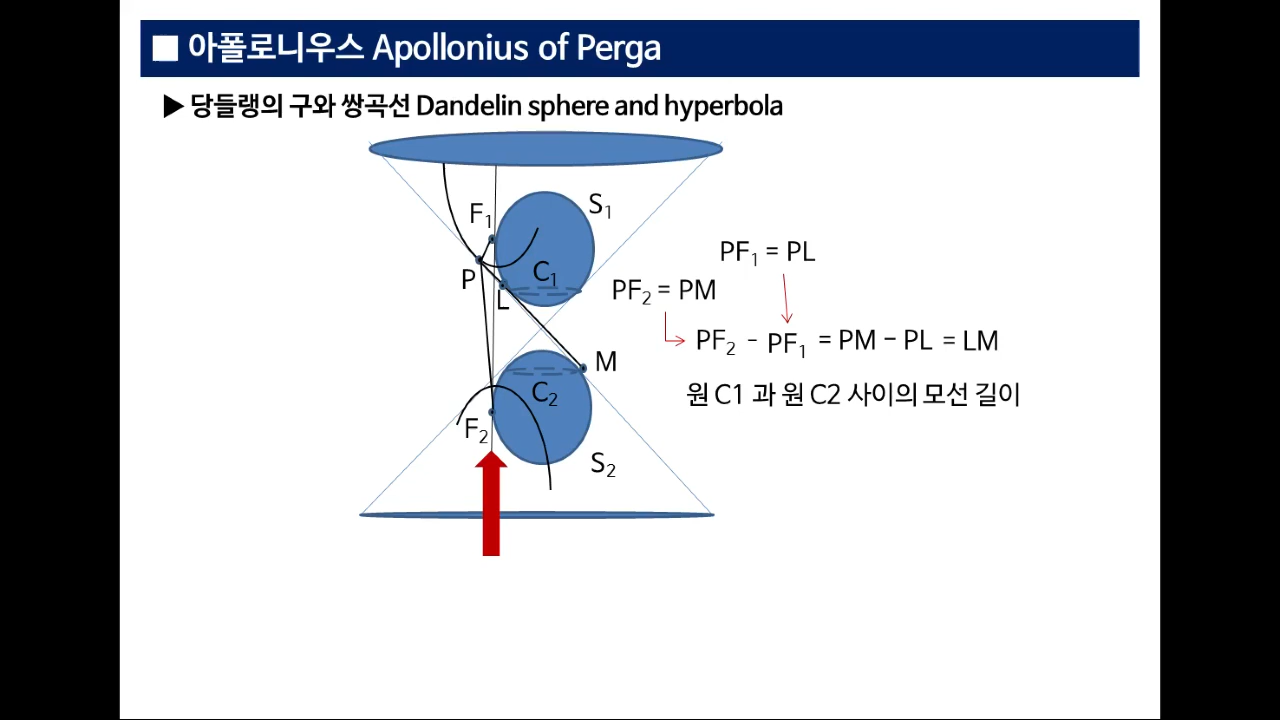 ■ 아폴로니우스 Apollonius of Perga
▶ 당들랭의 구와 쌍곡선 Dandelin sphere and hyperbola
S₁
F₁
P
C₁
L
PF₁ = PL
PF₂ = PM
PF₂ - PF₁ = PM − PL = LM
M
C₂
원 C1 과 원 C2 사이의 모선 길이
F₂
S₂